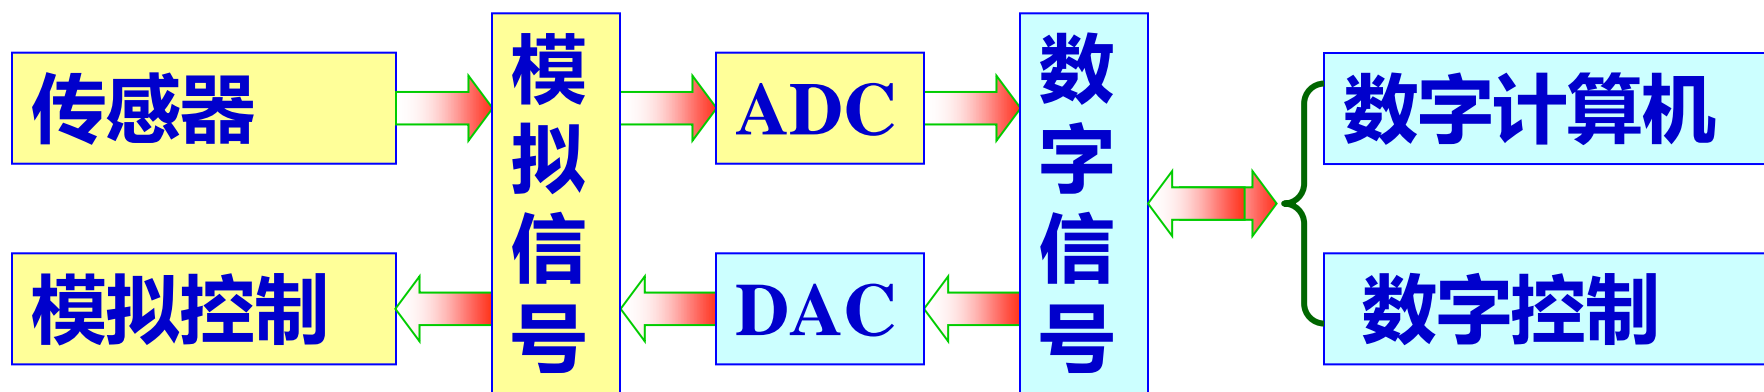 传感器
模拟信号
ADC
数字信号
数字计算机
模拟控制
DAC
数字控制